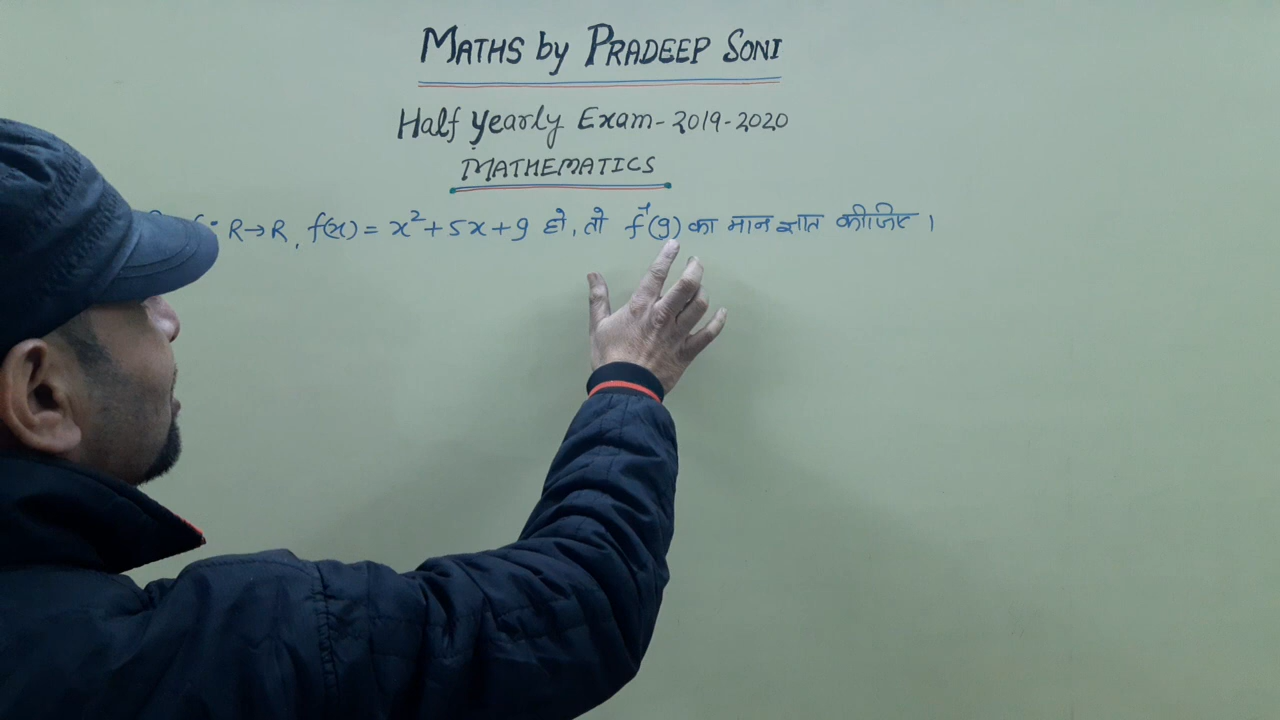 MATHS by PRADEEP SONI
Half Yearly Exam-2019-2020
MATHEMATICS
: R→R, f(x) = x²+5x+9 हो, तो f⁻¹(9) का मान ज्ञात कीजिए।